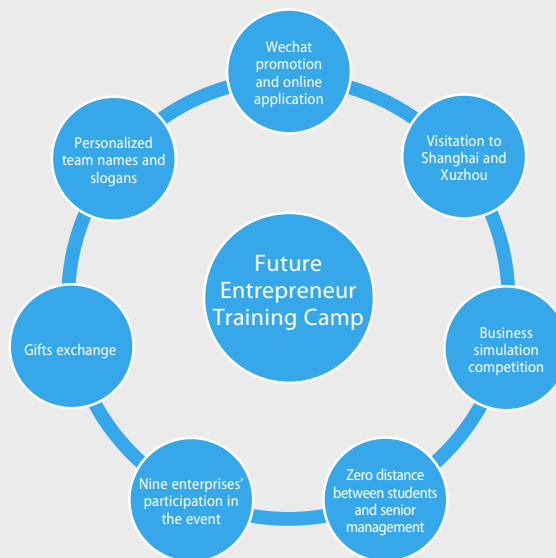 Wechat
promotion
and online
application
Visitation to
Shanghai and
Xuzhou
Business
simulation
competition
Zero distance
between students
and senior
management
Nine enterprises’
participation in
the event
Gifts exchange
Personalized
team names and
slogans
Future
Entrepreneur
Training Camp